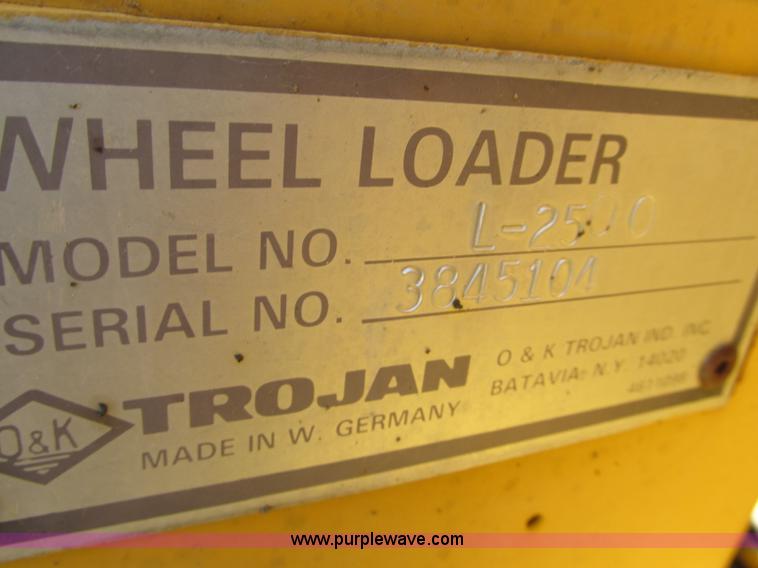 WHEEL LOADER
MODEL NO. L-2500
SERIAL NO. 3845104
O&K TROJAN
MADE IN W. GERMANY
O & K TROJAN IND. INC.
BATAVIA, N.Y. 14020
www.purplewave.com